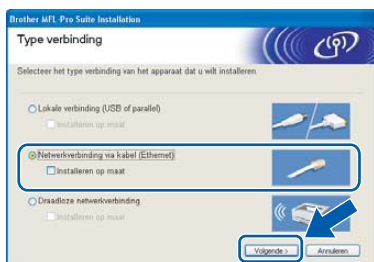 Brother MFL-Pro Suite Installation
Type verbinding
Selecteer het type verbinding van het apparaat dat u wilt installeren.
Lokale verbinding (USB of parallel)
Installeren op maat
Netwerkverbinding via kabel (Ethernet)
Installeren op maat
Draadloze netwerkverbinding
Installeren op maat
Volgende >
Annuleren